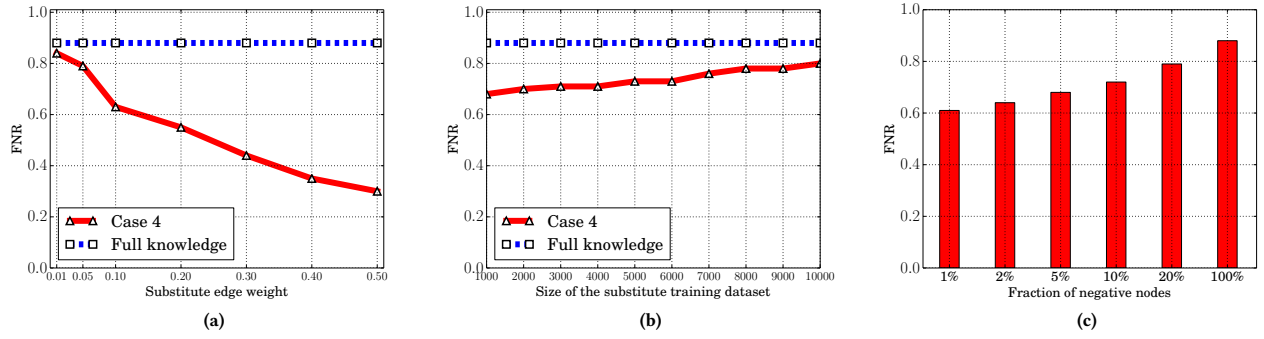 1.0
0.8
0.6
0.4
0.2
0.0
FNR
Case 4
Full knowledge
0.01 0.05 0.10 0.20 0.30 0.40 0.50
Substitute edge weight
(a)
1.0
0.8
0.6
0.4
0.2
0.0
FNR
Case 4
Full knowledge
1000 2000 3000 4000 5000 6000 7000 8000 9000 10000
Size of the substitute training dataset
(b)
1.0
0.8
0.6
0.4
0.2
0.0
FNR
1% 2% 5% 10% 20% 100%
Fraction of negative nodes
(c)